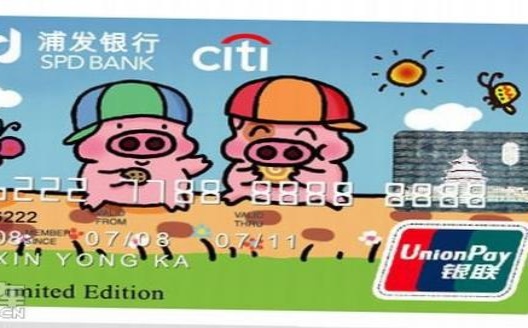 浦发银行
SPD BANK
citi
6222 1788 8888 8888
6222
VALID FROM
VALID THRU
MEMBER SINCE
08 07/08 07/11
XIN YONG KA
Limited Edition
UnionPay
银联